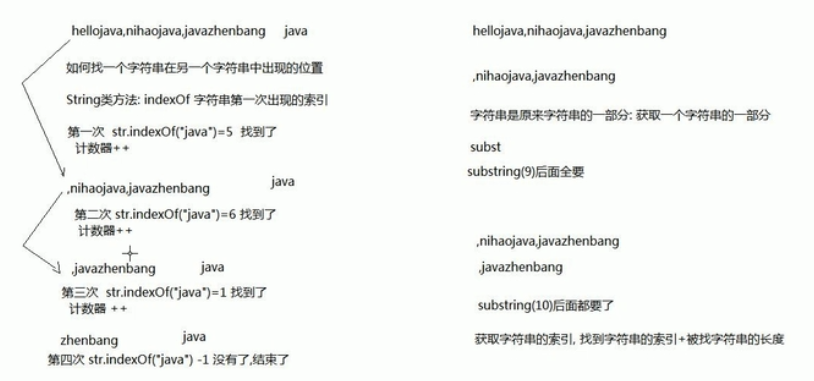 hellojava,nihaojava,javazhenbang java
如何找一个字符串在另一个字符串中出现的位置
String类方法: indexOf 字符串第一次出现的索引
第一次 str.indexOf("java")=5 找到了
计数器++
,nihaojava,javazhenbang java
第二次 str.indexOf("java")=6 找到了
计数器++
,javazhenbang java
第三次 str.indexOf("java")=1 找到了
计数器 ++
zhenbang java
第四次 str.indexOf("java") -1 没有了,结束了
hellojava,nihaojava,javazhenbang
,nihaojava,javazhenbang
字符串是原来字符串的一部分: 获取一个字符串的一部分
subst
substring(9)后面全要
,nihaojava,javazhenbang
,javazhenbang
substring(10)后面都要了
获取字符串的索引, 找到字符串的索引+被找字符串的长度